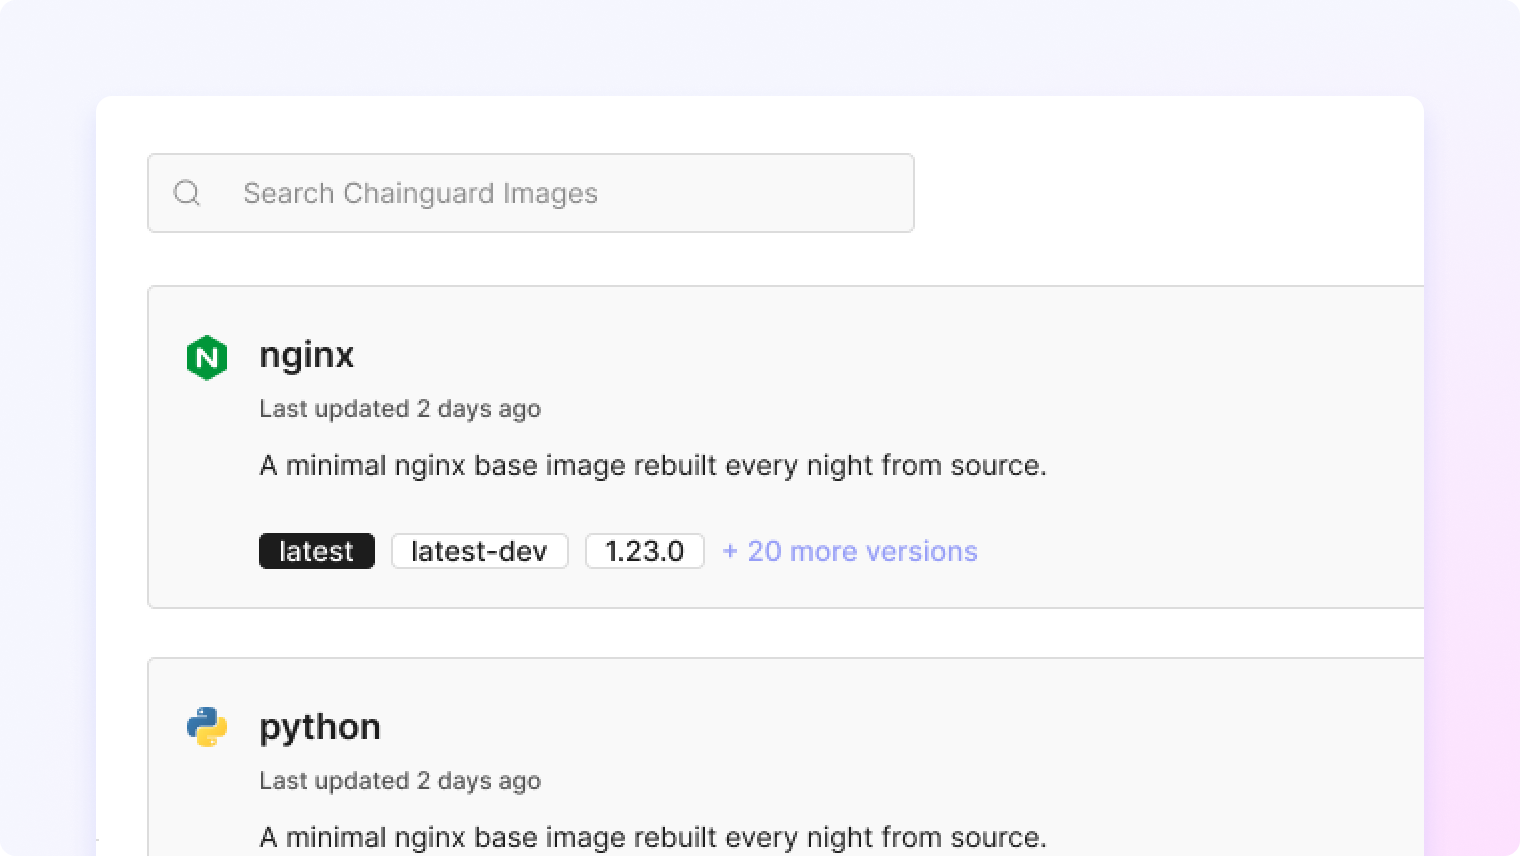 Search Chainguard Images
N
nginx
Last updated 2 days ago
A minimal nginx base image rebuilt every night from source.
latest latest-dev 1.23.0 + 20 more versions
python
Last updated 2 days ago
A minimal nginx base image rebuilt every night from source.